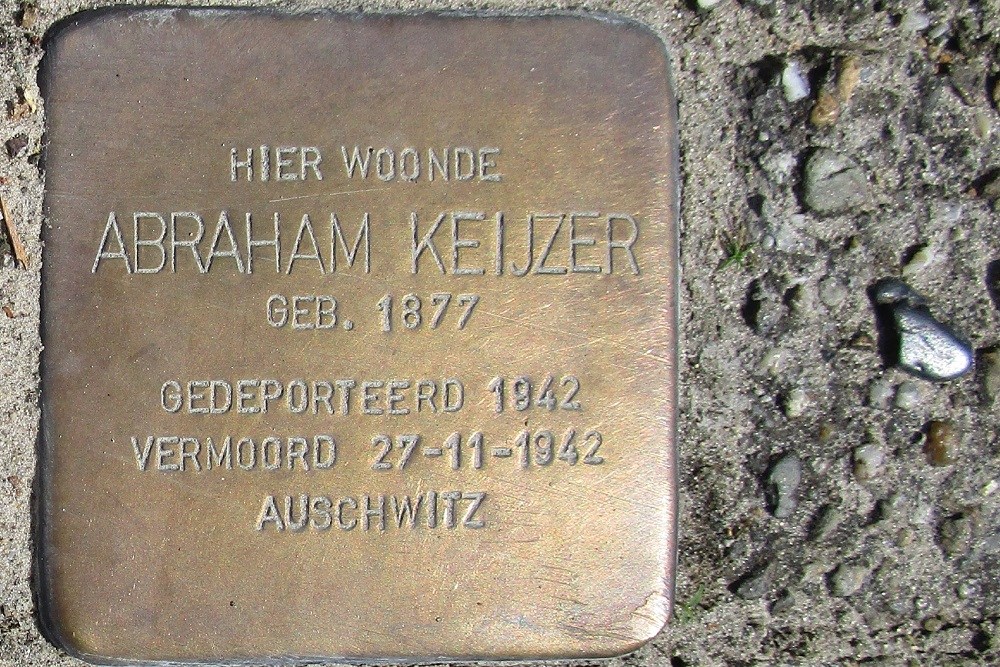 HIER WOONDE
ABRAHAM KEIJZER
GEB. 1877
GEDEPORTEERD 1942
VERMOORD 27-11-1942
AUSCHWITZ